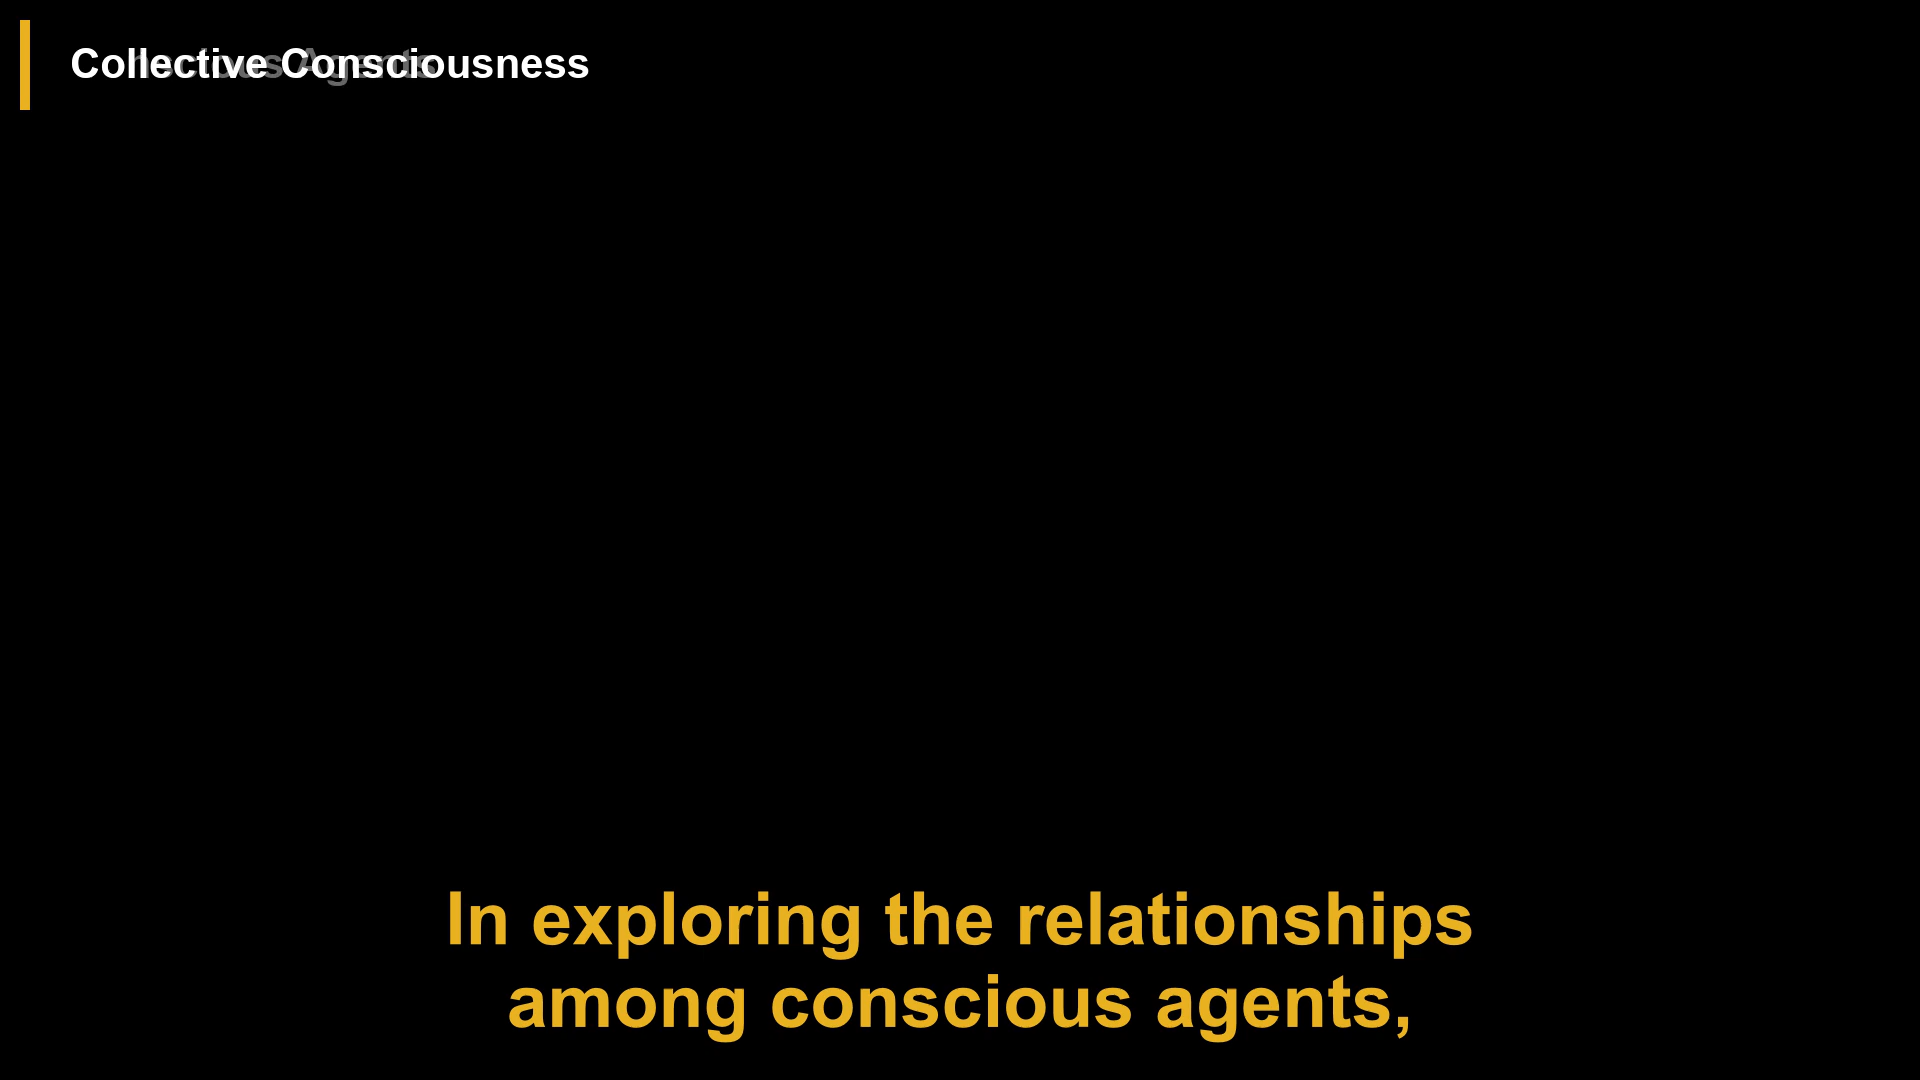 Collective Consciousness
In exploring the relationships
among conscious agents,